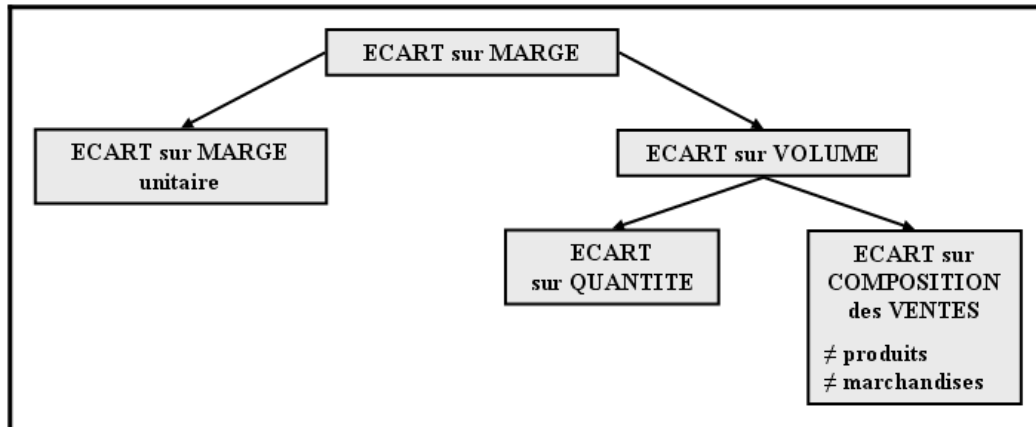 ECART sur MARGE
ECART sur MARGE
unitaire
ECART sur VOLUME
ECART
sur QUANTITE
ECART sur
COMPOSITION
des VENTES
≠ produits
≠ marchandises